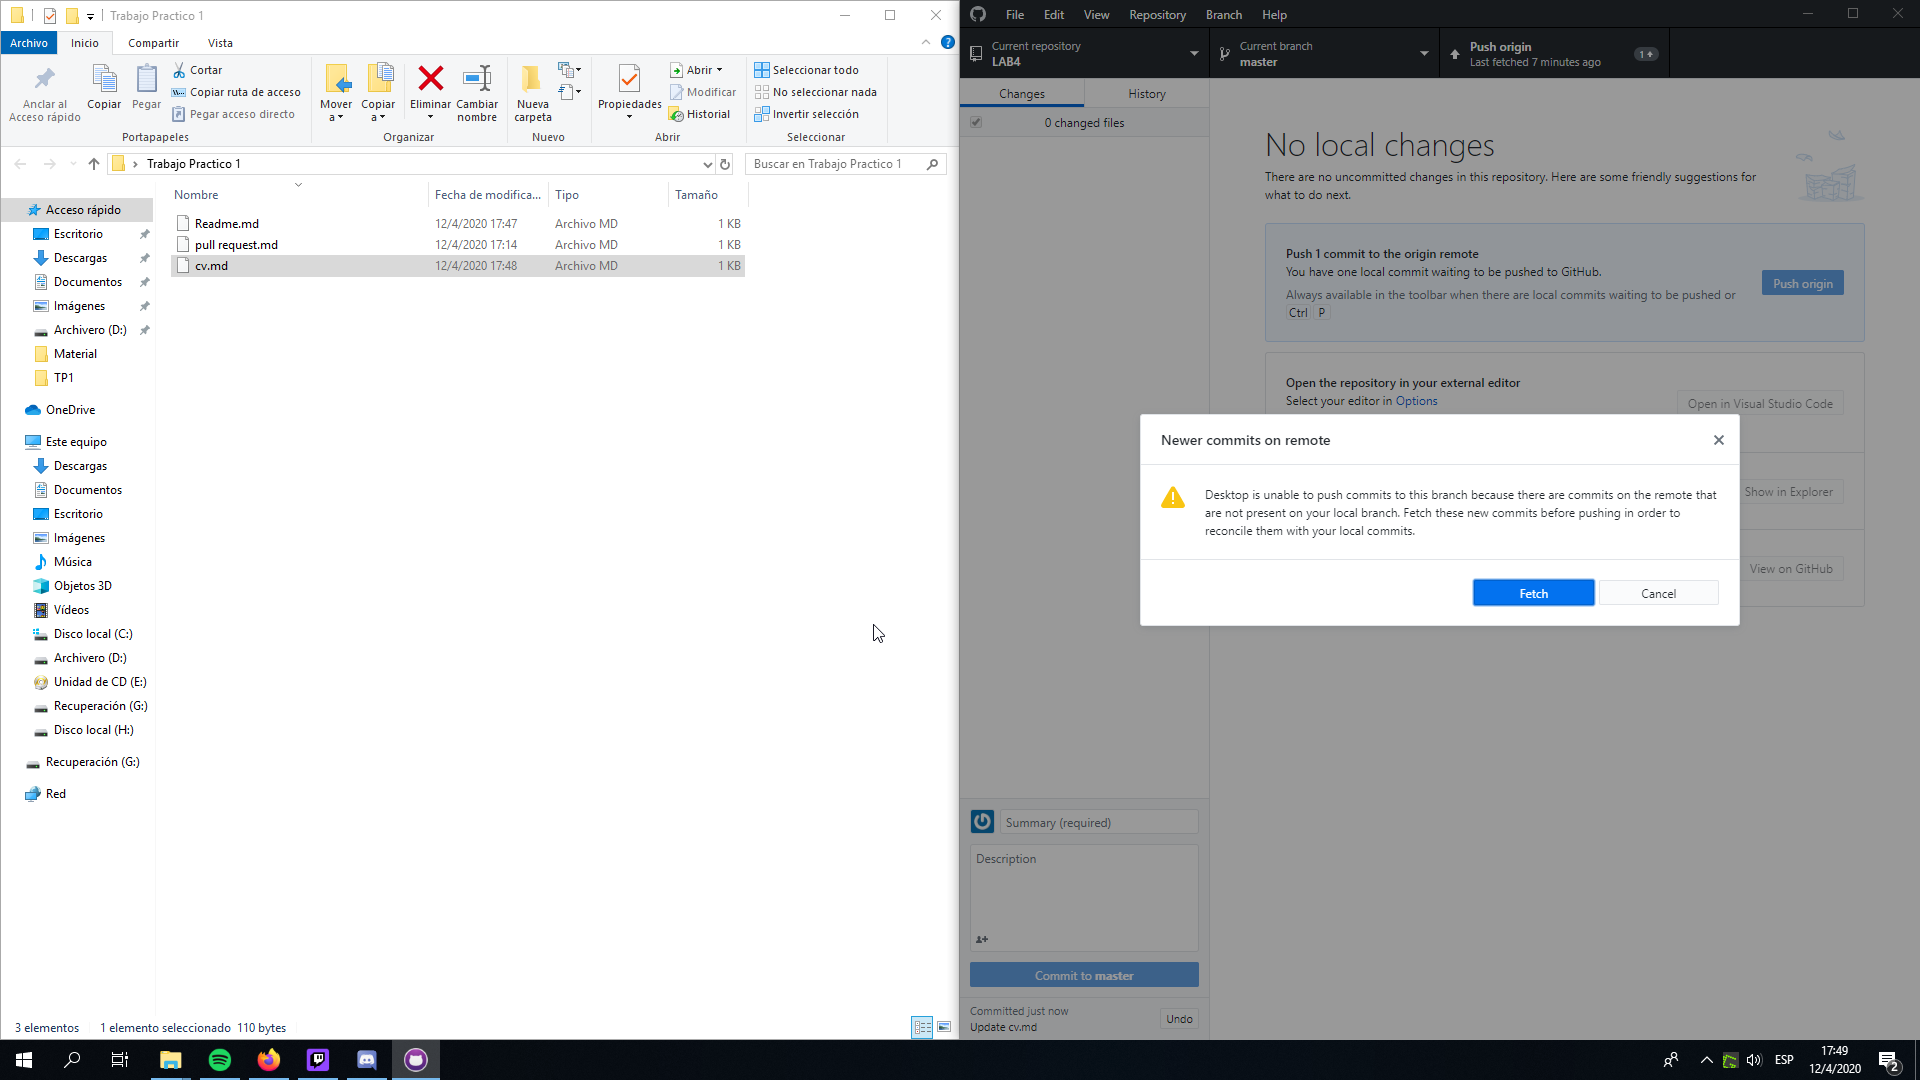 Trabajo Practico 1
Archivo
Inicio
Compartir
Vista
Anclar al
Acceso rápido
Copiar
Pegar
Cortar
Copiar ruta de acceso
Pegar acceso directo
Portapapeles
Mover
a
Copiar
a
Eliminar
Cambiar
nombre
Organizar
Nueva
carpeta
Nuevo
Propiedades
Abrir
Modificar
Historial
Abrir
Seleccionar todo
No seleccionar nada
Invertir selección
Seleccionar
Trabajo Practico 1
Buscar en Trabajo Practico 1
Nombre
Fecha de modifica...
Tipo
Tamaño
Readme.md 12/4/2020 17:47 Archivo MD 1 KB
pull request.md 12/4/2020 17:14 Archivo MD 1 KB
cv.md 12/4/2020 17:48 Archivo MD 1 KB
Acceso rápido
Escritorio
Descargas
Documentos
Imágenes
Archivero (D:)
Material
TP1
OneDrive
Este equipo
Descargas
Documentos
Escritorio
Imágenes
Música
Objetos 3D
Vídeos
Disco local (C:)
Archivero (D:)
Unidad de CD (E:)
Recuperación (G:)
Disco local (H:)
Recuperación (G:)
Red
3 elementos
1 elemento seleccionado 110 bytes
File Edit View Repository Branch Help
Current repository
LAB4
Current branch
master
Push origin
Last fetched 7 minutes ago
1
Changes
History
0 changed files
No local changes
There are no uncommitted changes in this repository. Here are some friendly suggestions for
what to do next.
Push 1 commit to the origin remote
You have one local commit waiting to be pushed to GitHub.
Always available in the toolbar when there are local commits waiting to be pushed or
Ctrl P
Push origin
Open the repository in your external editor
Select your editor in Options
Open in Visual Studio Code
Newer commits on remote
Desktop is unable to push commits to this branch because there are commits on the remote that
are not present on your local branch. Fetch these new commits before pushing in order to
reconcile them with your local commits.
Fetch
Cancel
Show in Explorer
View on GitHub
Summary (required)
Description
Commit to master
Committed just now
Update cv.md
Undo
ESP
17:49
12/4/2020
2